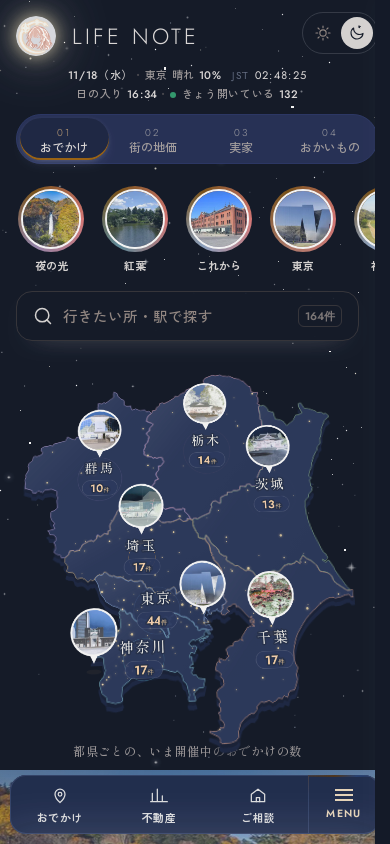 LIFE NOTE
11/18（水） · 東京 晴れ 10% JST 02:48:25
日の入り 16:34 · きょう開いている 132
01
おでかけ
02
街の地価
03
実家
04
おかいもの
夜の光
紅葉
これから
東京
行きたい所・駅で探す
164件
栃木
14件
群馬
10件
茨城
13件
埼玉
17件
東京
44件
千葉
17件
神奈川
17件
都県ごとの、いま開催中のおでかけの数
おでかけ
不動産
ご相談
MENU